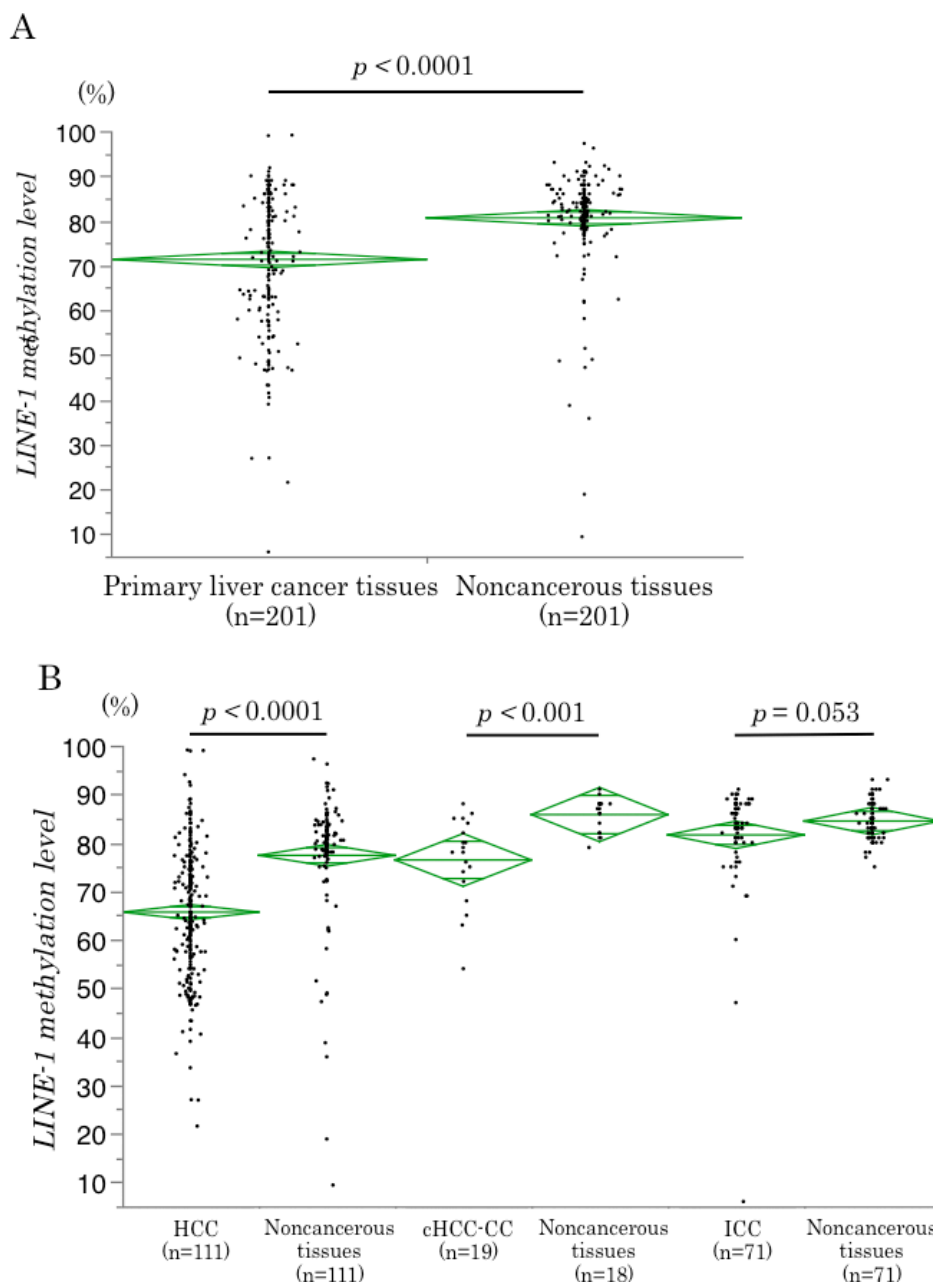 A
p < 0.0001
(%)
100
90
80
70
60
50
40
30
20
10
LINE-1 methylation level
Primary liver cancer tissues
(n=201)
Noncancerous tissues
(n=201)
B
(%)
p < 0.0001
p < 0.001
p = 0.053
100
90
80
70
60
50
40
30
20
10
LINE-1 methylation level
HCC
(n=111)
Noncancerous
tissues
(n=111)
cHCC-CC
(n=19)
Noncancerous
tissues
(n=18)
ICC
(n=71)
Noncancerous
tissues
(n=71)